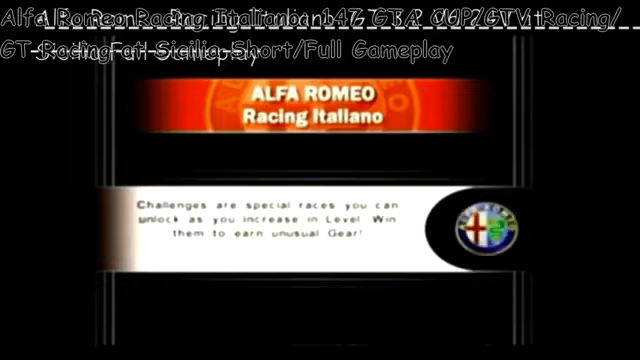 Alfa Romeo Racing Italiano: 147 GTA CUP/GTV Racing/
GT Racing at Sicilia Short/Full Gameplay
ALFA ROMEO
Racing Italiano
Challenges are special races you can
unlock as you increase in Level. Win
them to earn unusual Gear!
ALFA ROMEO